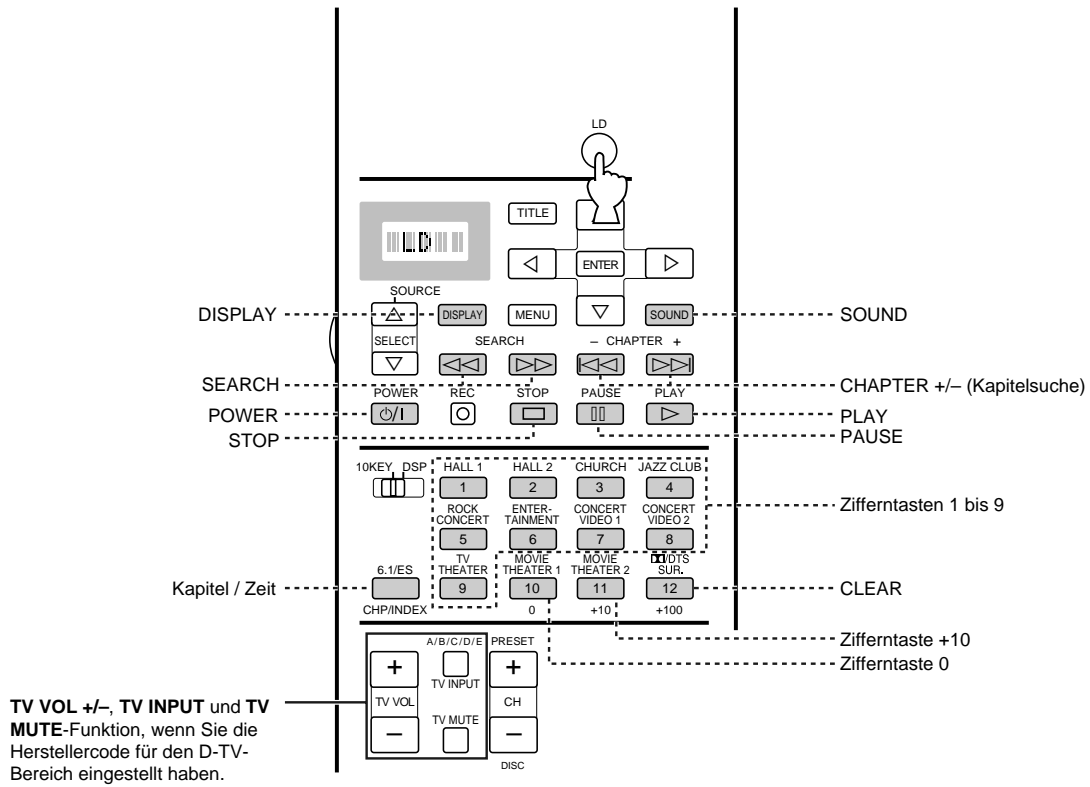 LD
TITLE
LD
ENTER
SOURCE
DISPLAY
DISPLAY
MENU
SOUND
SOUND
SELECT
SEARCH
– CHAPTER +
SEARCH
CHAPTER +/– (Kapitelsuche)
POWER
REC
STOP
PAUSE
PLAY
POWER
PLAY
STOP
PAUSE
10KEY DSP
HALL 1
HALL 2
CHURCH
JAZZ CLUB
1
2
3
4
Zifferntasten 1 bis 9
ROCK
CONCERT
ENTER-
TAINMENT
CONCERT
VIDEO 1
CONCERT
VIDEO 2
5
6
7
8
6.1/ES
TV
THEATER
MOVIE
THEATER 1
MOVIE
THEATER 2
/DTS
SUR.
Kapitel / Zeit
9
10
11
12
CLEAR
CHP/INDEX
0
+10
+100
Zifferntaste +10
Zifferntaste 0
A/B/C/D/E
PRESET
+
TV INPUT
+
TV VOL
CH
TV MUTE
–
–
DISC
TV VOL +/–, TV INPUT und TV
MUTE-Funktion, wenn Sie die
Herstellercode für den D-TV-
Bereich eingestellt haben.